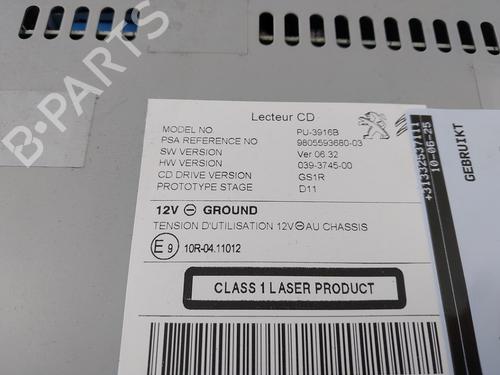 B-PARTS
Lecteur CD
MODEL NO PU-3916B
PSA REFERENCE NO 9805593680-03
SW VERSION Ver 06.32
HW VERSION 039-3745-00
CD DRIVE VERSION GS1R
PROTOTYPE STAGE D11
12V ⊖ GROUND
TENSION D'UTILISATION 12V⊖AU CHASSIS
E9 10R-04.11012
CLASS 1 LASER PRODUCT
+31332537111
10-06-25
GEBRUIKT